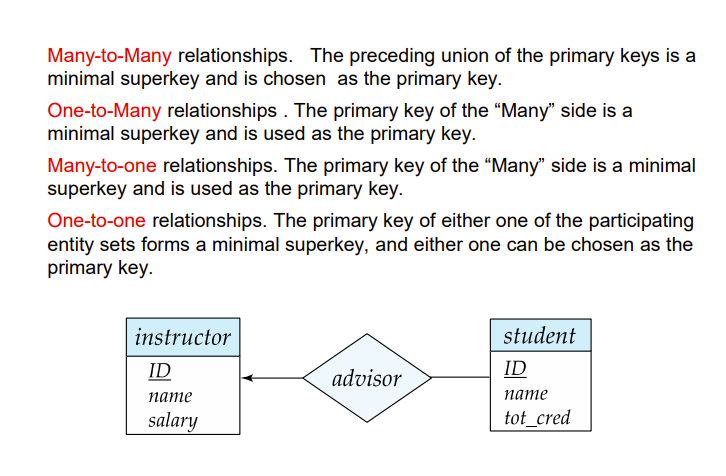 Many-to-Many relationships. The preceding union of the primary keys is a
minimal superkey and is chosen as the primary key.
One-to-Many relationships . The primary key of the “Many” side is a
minimal superkey and is used as the primary key.
Many-to-one relationships. The primary key of the “Many” side is a minimal
superkey and is used as the primary key.
One-to-one relationships. The primary key of either one of the participating
entity sets forms a minimal superkey, and either one can be chosen as the
primary key.
instructor
ID
name
salary
advisor
student
ID
name
tot_cred